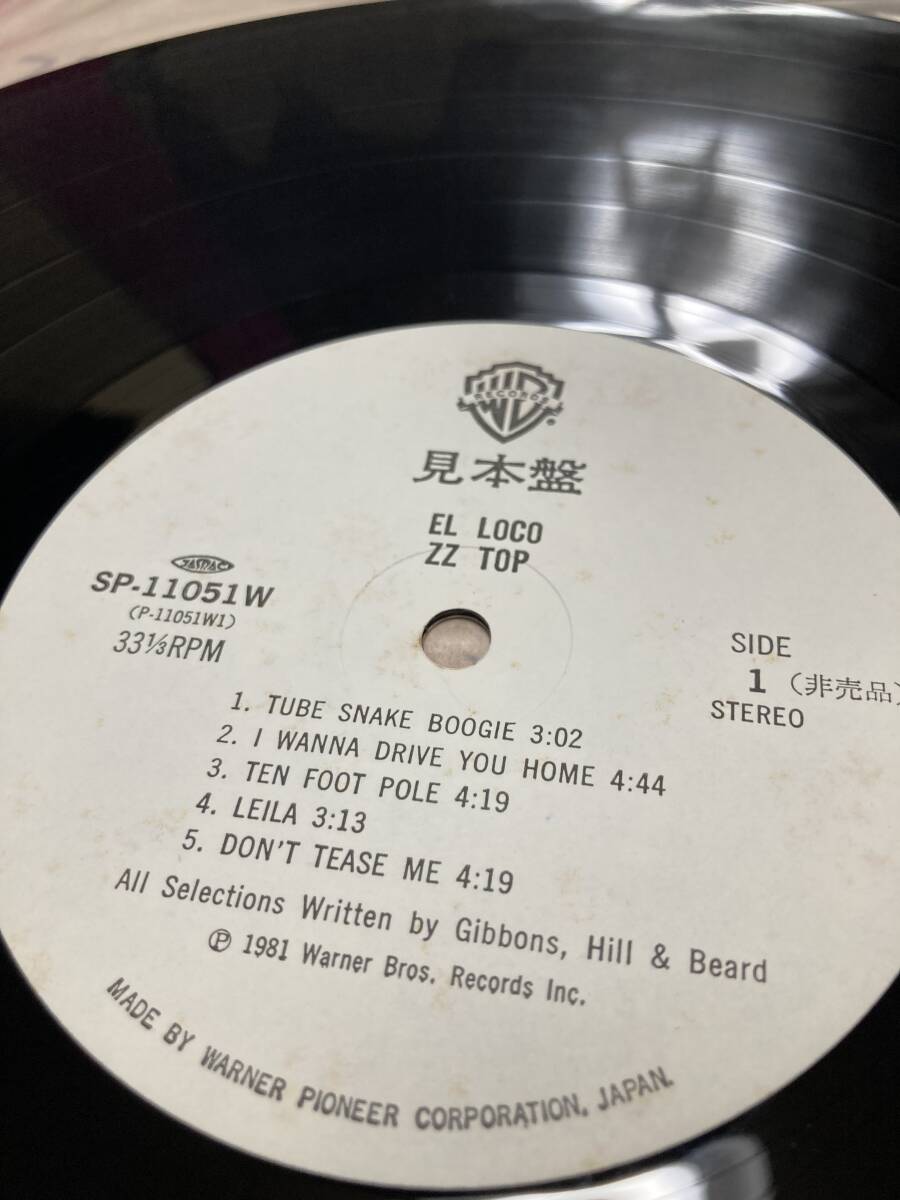 WB
RECORDS
見本盤
EL LOCO
ZZ TOP
JASRAC
SP-11051W
(P-11051W1)
33⅓RPM
SIDE
1 (非売品)
STEREO
1. TUBE SNAKE BOOGIE 3:02
2. I WANNA DRIVE YOU HOME 4:44
3. TEN FOOT POLE 4:19
4. LEILA 3:13
5. DON'T TEASE ME 4:19
All Selections Written by Gibbons, Hill & Beard
℗ 1981 Warner Bros. Records Inc.
MADE BY WARNER PIONEER CORPORATION, JAPAN.